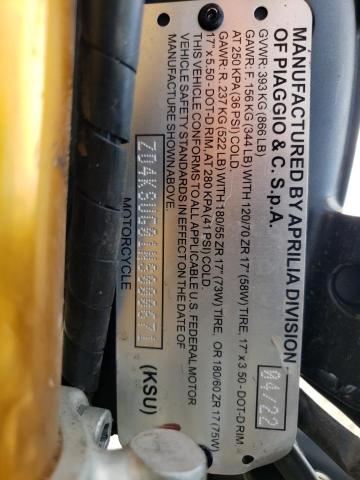 MANUFACTURED BY APRILIA DIVISION
OF PIAGGIO & C. S.p.A.
04/22
GVWR: 393 KG (866 LB)
GAWR: F. 156 KG (344 LB) WITH 120/70 ZR 17" (58W) TIRE, 17" x 3.50 - DOT-D RIM,
AT 250 KPA (36 PSI) COLD.
GAWR: R. 237 KG (522 LB) WITH 180/55 ZR 17" (73W) TIRE, OR 180/60 ZR 17 (75W)
17" x 5.50 - DOT-D RIM, AT 280 KPA (41 PSI) COLD.
THIS VEHICLE CONFORMS TO ALL APPLICABLE U.S. FEDERAL MOTOR
VEHICLE SAFETY STANDARDS IN EFFECT ON THE DATE OF
MANUFACTURE SHOWN ABOVE.
ZD4KSUG01NS000671 (KSU)
MOTORCYCLE